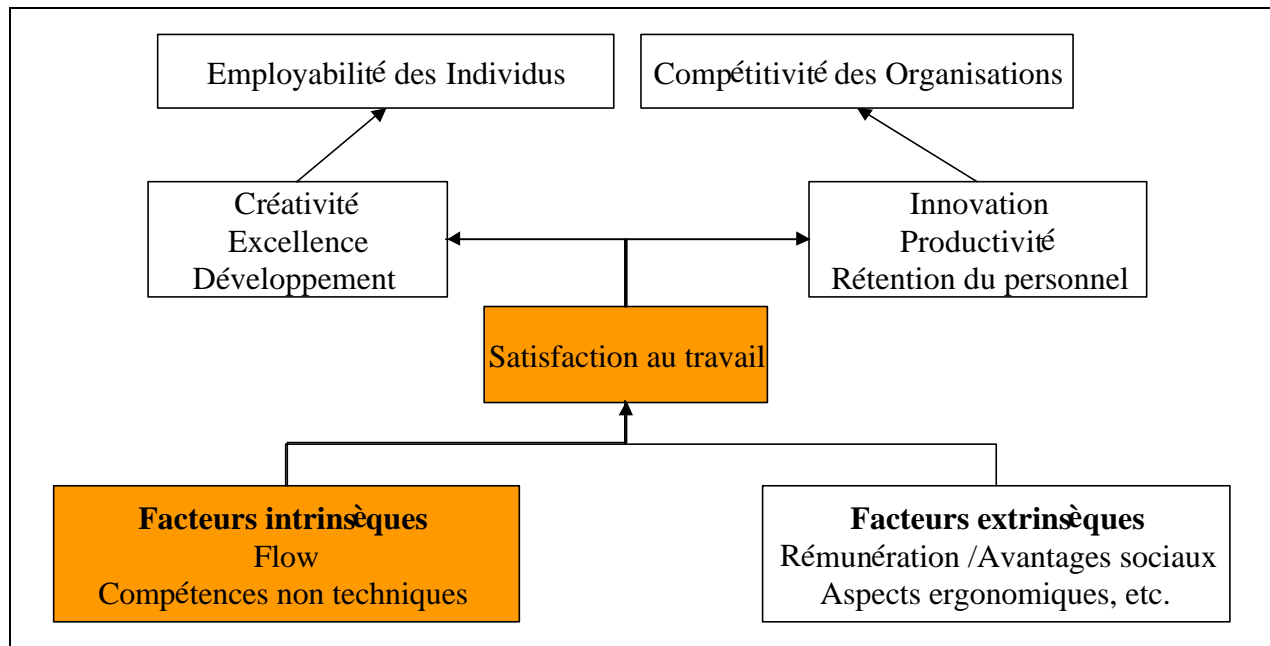 Employabilité des Individus
Compétitivité des Organisations
Créativité
Excellence
Développement
Innovation
Productivité
Rétention du personnel
Satisfaction au travail
Facteurs intrinsèques
Flow
Compétences non techniques
Facteurs extrinsèques
Rémunération /Avantages sociaux
Aspects ergonomiques, etc.